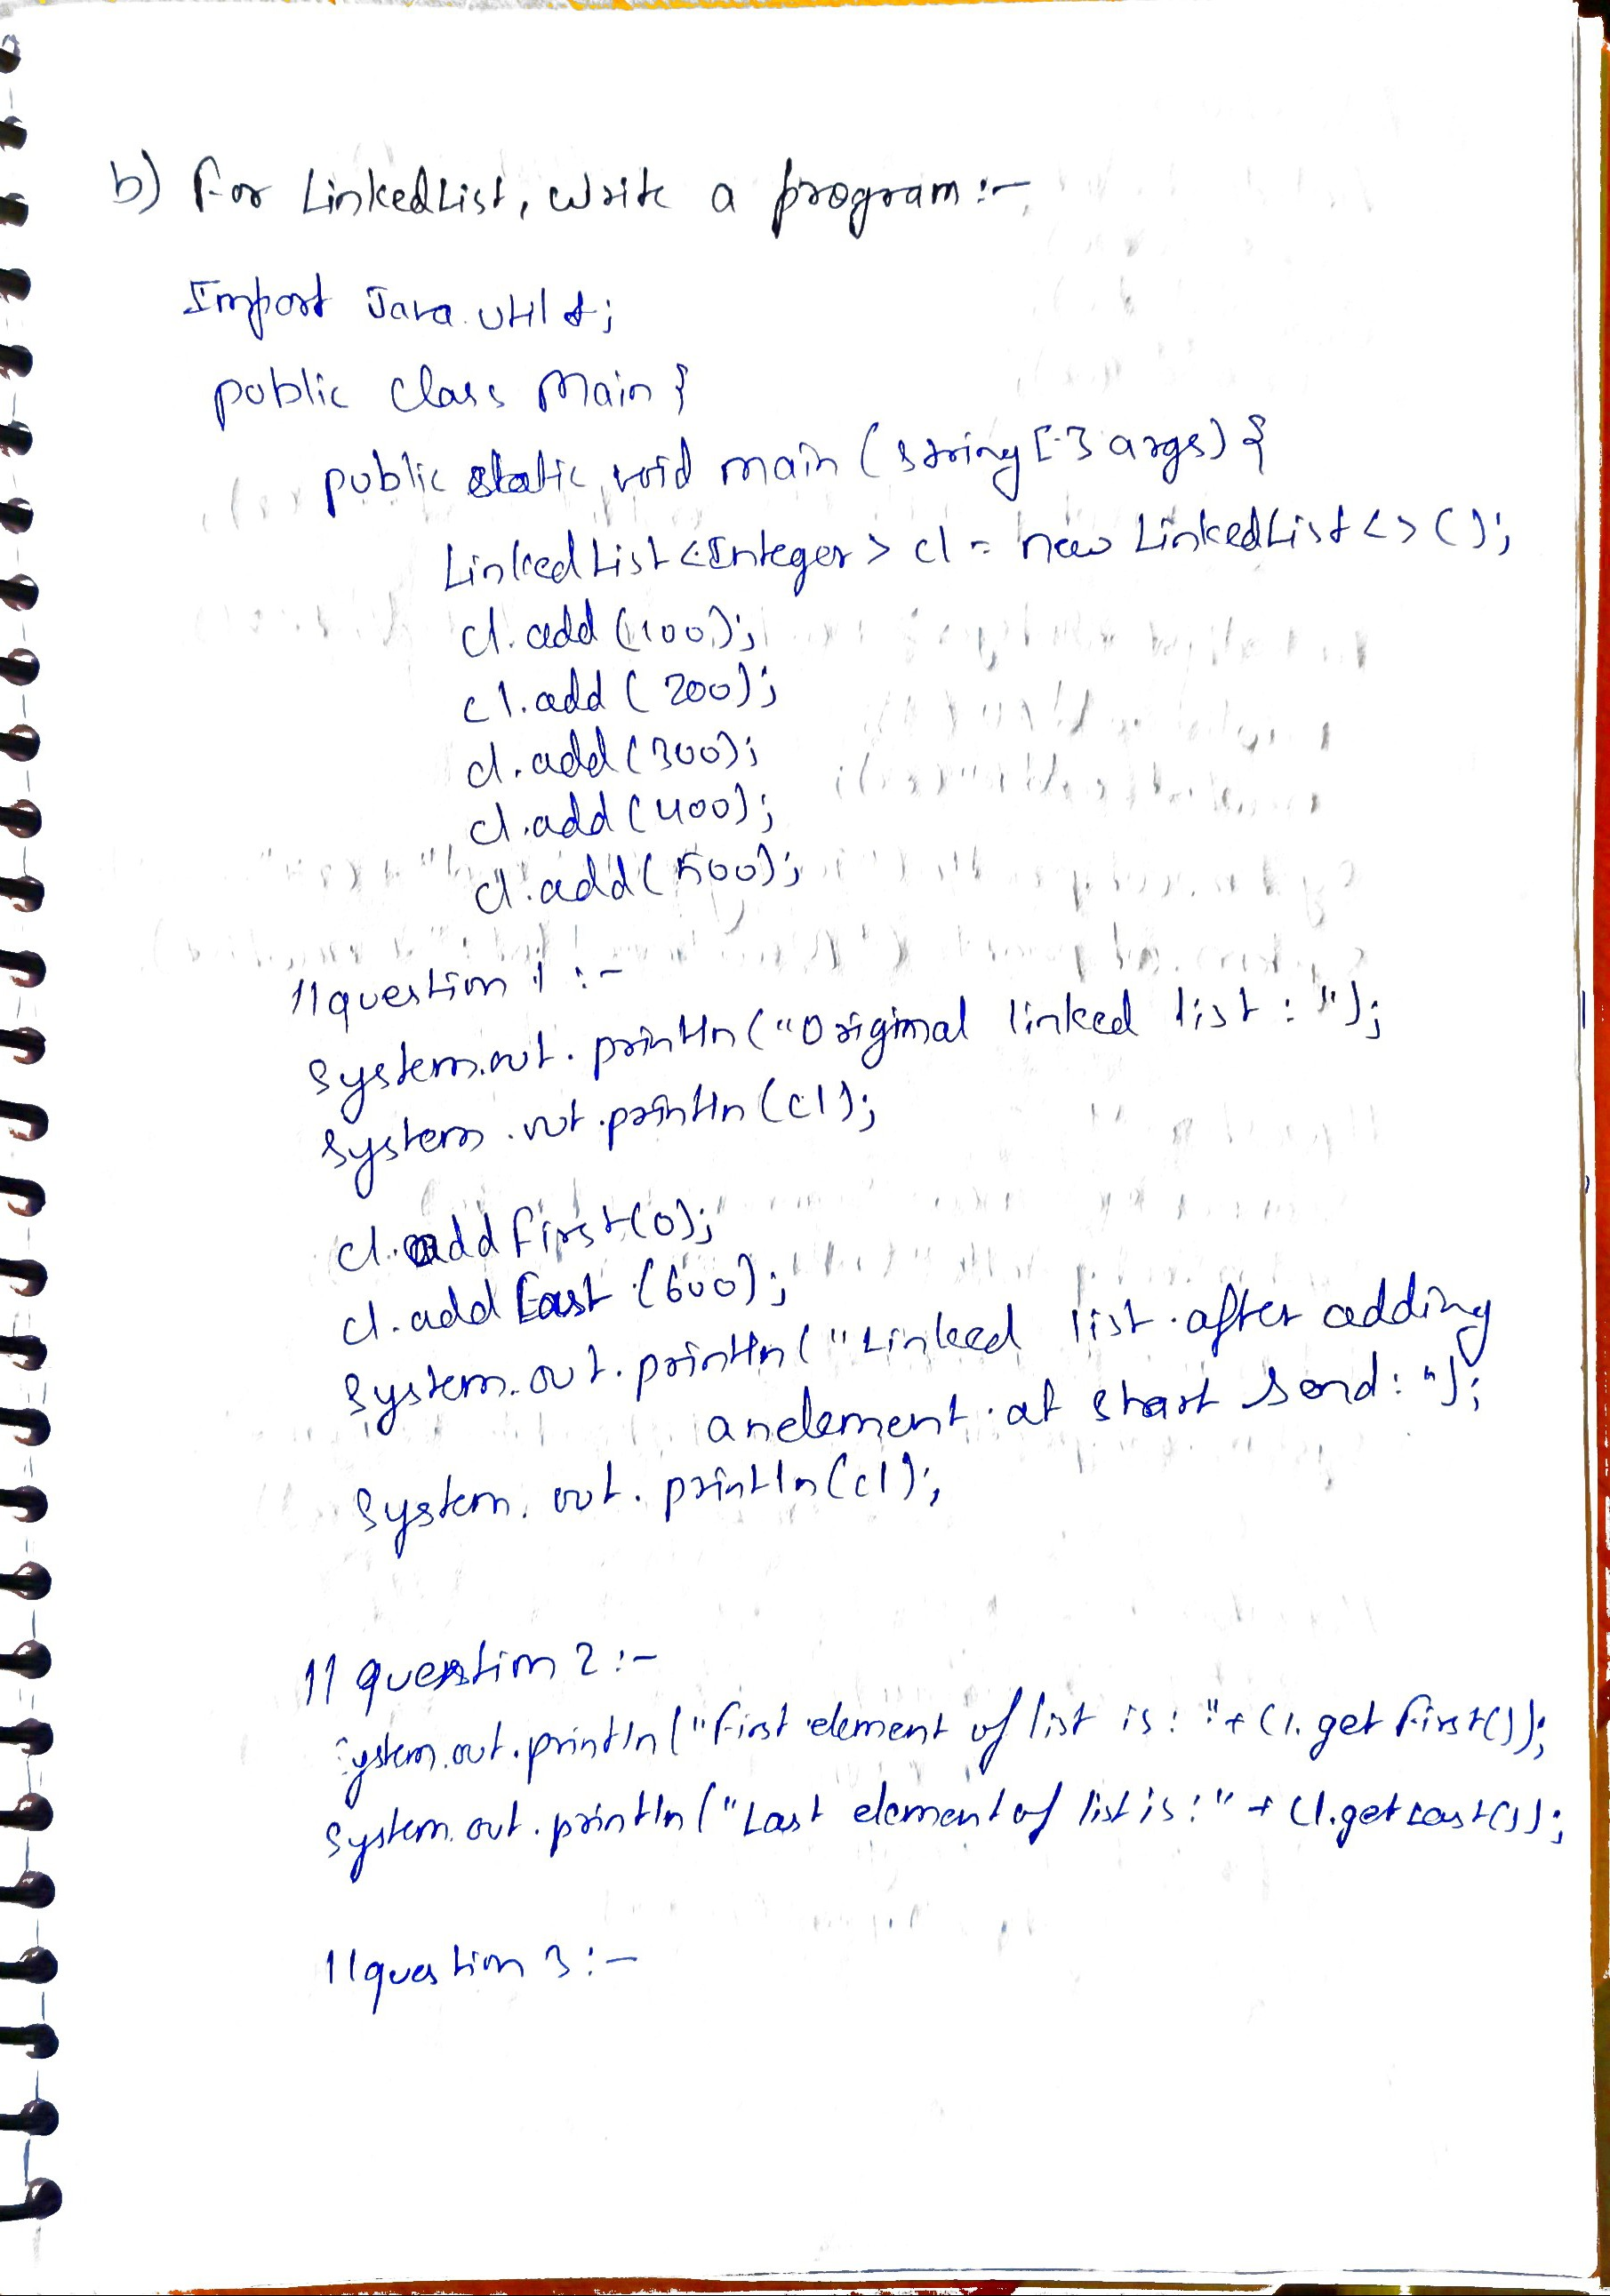 b) For LinkedList, write a program :-
Import Java.util *;
public class Main {
public static void main (String [] args) {
LinkedList <Integer> cl = new LinkedList <> ();
cl.add (100);
cl.add (200);
cl.add (300);
cl.add (400);
cl.add (500);
// question 1 :-
System.out.println ("Original linked list : ");
System.out.println (cl);
cl.addFirst(0);
cl.addLast (600);
System.out.println ("Linked list after adding
an element at start & end: ");
System.out.println (cl);
// question 2 :-
System.out.println ("First element of list is: " + cl.getFirst());
System.out.println ("Last element of list is: " + cl.getLast());
// question 3 :-